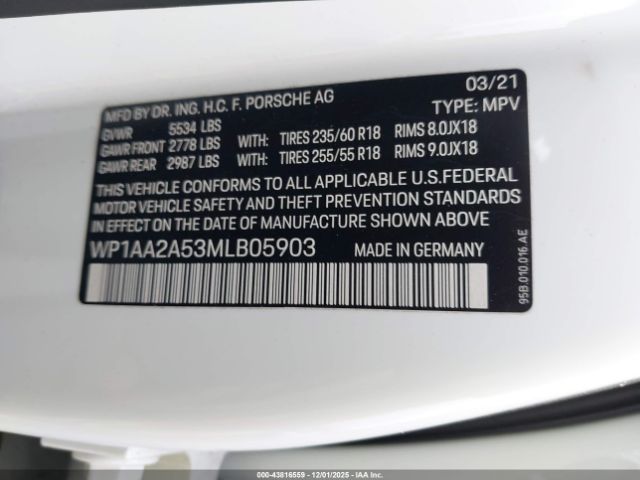 MFD BY DR. ING. H.C. F. PORSCHE AG 03/21
GVWR 5534 LBS TYPE: MPV
GAWR FRONT 2778 LBS WITH: TIRES 235/60 R18 RIMS 8.0JX18
GAWR REAR 2987 LBS WITH: TIRES 255/55 R18 RIMS 9.0JX18
THIS VEHICLE CONFORMS TO ALL APPLICABLE U.S.FEDERAL
MOTOR VEHICLE SAFETY AND THEFT PREVENTION STANDARDS
IN EFFECT ON THE DATE OF MANUFACTURE SHOWN ABOVE
WP1AA2A53MLB05903 MADE IN GERMANY
95B.010.016 AE
000-43816559 - 12/01/2025 - IAA, LLC